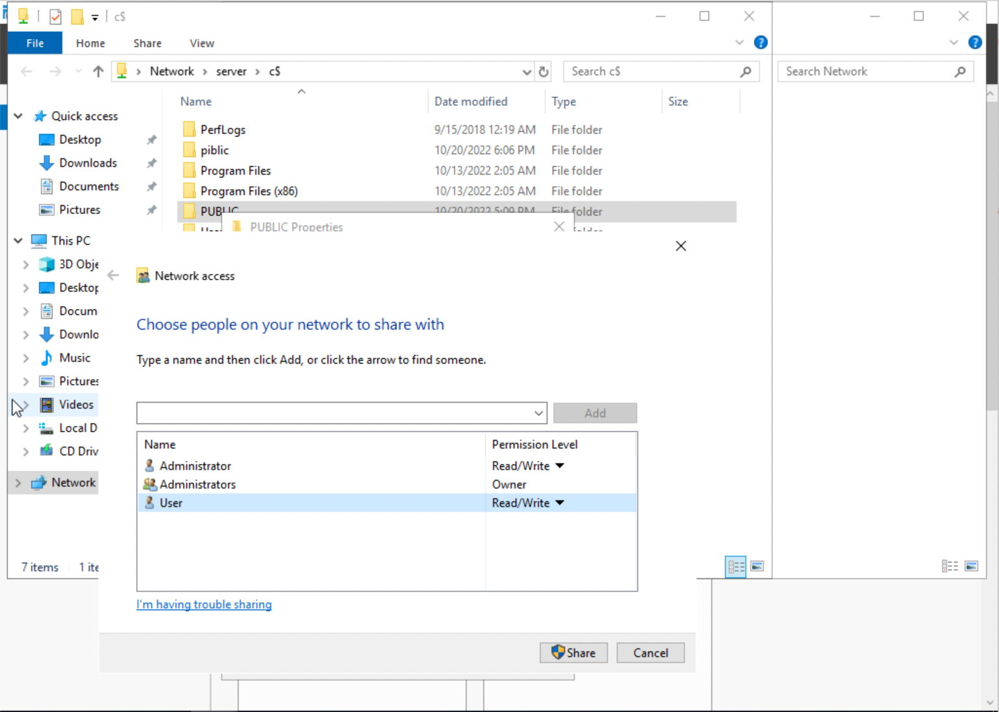 c$
File Home Share View
Network > server > c$
Search c$
Search Network
Name Date modified Type Size
Quick access
Desktop
Downloads
Documents
Pictures
This PC
3D Obje
Desktop
Docum
Downlo
Music
Pictures
Videos
Local D
CD Driv
Network
PerfLogs 9/15/2018 12:19 AM File folder
piblic 10/20/2022 6:06 PM File folder
Program Files 10/13/2022 2:05 AM File folder
Program Files (x86) 10/13/2022 2:05 AM File folder
PUBLIC 10/20/2022 5:09 PM File folder
PUBLIC Properties
Network access
Choose people on your network to share with
Type a name and then click Add, or click the arrow to find someone.
Add
Name Permission Level
Administrator Read/Write
Administrators Owner
User Read/Write
I'm having trouble sharing
Share Cancel
7 items 1 ite